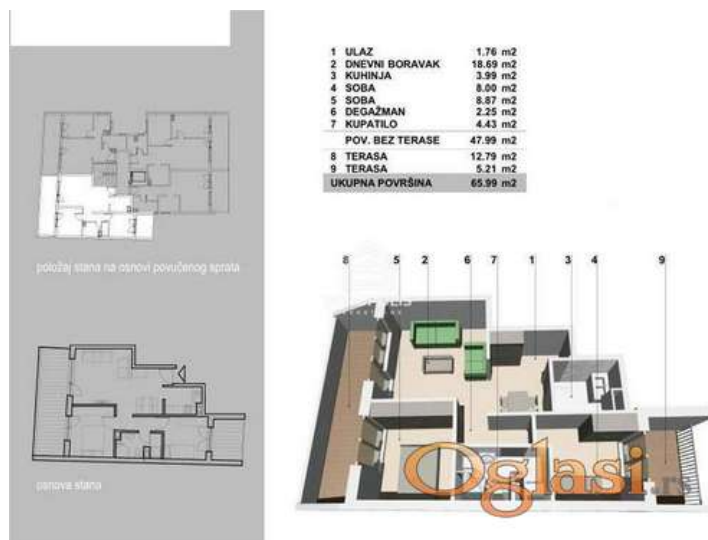 1 ULAZ 1.76 m2
2 DNEVNI BORAVAK 18.69 m2
3 KUHINJA 3.99 m2
4 SOBA 8.00 m2
5 SOBA 8.87 m2
6 DEGAŽMAN 2.25 m2
7 KUPATILO 4.43 m2
POV. BEZ TERASE 47.99 m2
8 TERASA 12.79 m2
9 TERASA 5.21 m2
UKUPNA POVRŠINA 65.99 m2
položaj stana na osnovi povučenog sprata
8 5 2 6 7 1 3 4 9
osnova stana
Oglasi